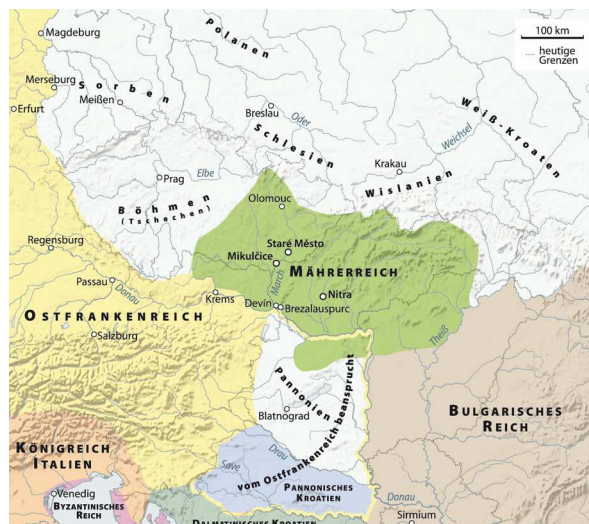 Magdeburg
Polanen
100 km
heutige
Grenzen
Merseburg
Sorben
Meißen
Erfurt
Breslau
Oder
Weiß-Kroaten
Schlesien
Weichsel
Krakau
Prag
Elbe
Wislanien
Böhmen
(Tschechen)
Olomouc
Regensburg
Staré Město
Mikulčice
MÄHRERREICH
Passau
Donau
March
Krems
Nitra
Devín
Brezalauspurc
OSTFRANKENREICH
Salzburg
Theiß
Pannonien
vom Ostfrankenreich beansprucht
Blatnograd
BULGARISCHES
REICH
KÖNIGREICH
ITALIEN
Drau
Save
PANNONISCHES
KROATIEN
Venedig
BYZANTINISCHES
REICH
Donau
Sirmium
DALMATINISCHES KROATIEN